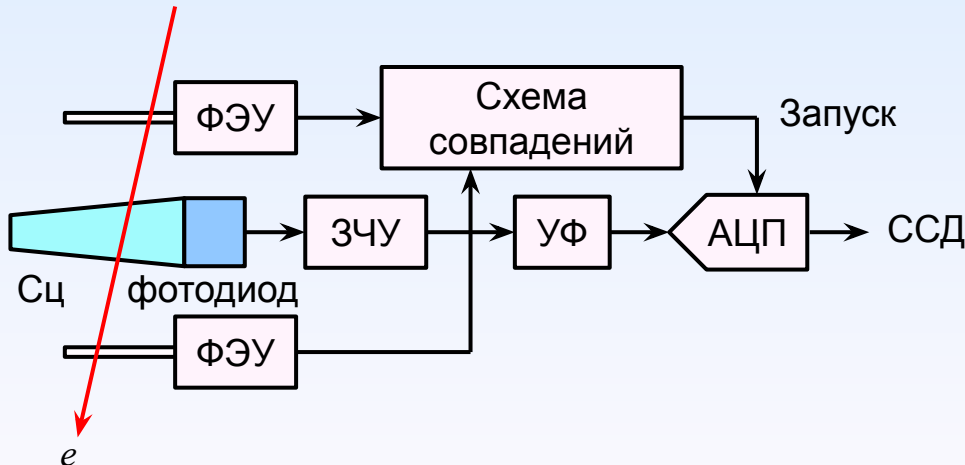 ФЭУ
Схема
совпадений
Запуск
ЗЧУ
УФ
АЦП
ССД
Сц
фотодиод
ФЭУ
e